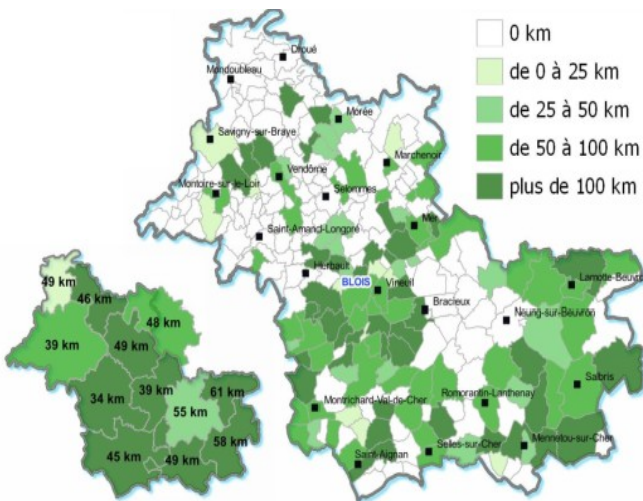 0 km
de 0 à 25 km
de 25 à 50 km
de 50 à 100 km
plus de 100 km
Droué
Mondoubleau
Morée
Savigny-sur-Braye
Marchenoir
Vendôme
Montoire-sur-le-Loir
Selommes
Mer
Saint-Amand-Longpré
Herbault
BLOIS
Vineuil
Lamotte-Beuvron
Bracieux
Neung-sur-Beuvron
Salbris
Montrichard-Val-de-Cher
Romorantin-Lanthenay
Selles-sur-Cher
Mennetou-sur-Cher
Saint-Aignan
49 km
46 km
48 km
39 km
49 km
34 km
39 km
61 km
55 km
58 km
45 km
49 km